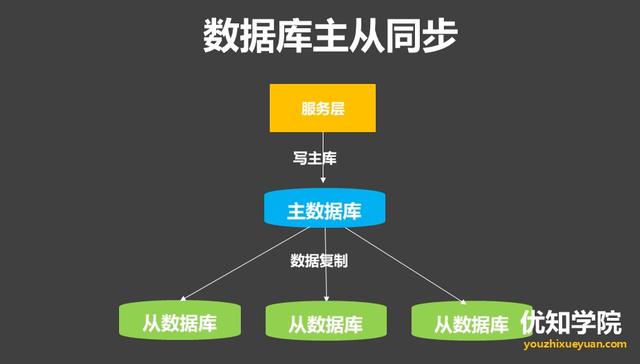 数据库主从同步
服务层
写主库
主数据库
数据复制
从数据库
从数据库
从数据库
优知学院
youzhixueyuan.com